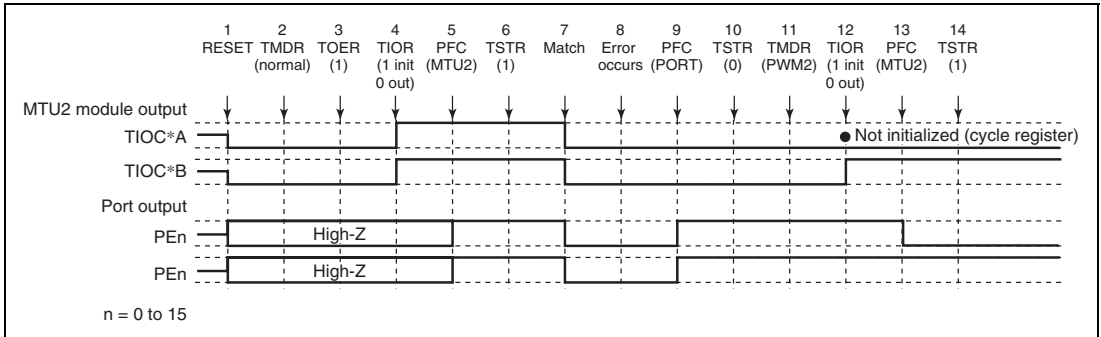 1 2 3 4 5 6 7 8 9 10 11 12 13 14
RESET TMDR TOER TIOR PFC TSTR Match Error PFC TSTR TMDR TIOR PFC TSTR
(normal) (1) (1 init (MTU2) (1) occurs (PORT) (0) (PWM2) (1 init (MTU2) (1)
0 out) 0 out)
MTU2 module output
TIOC*A
● Not initialized (cycle register)
TIOC*B
Port output
PEn High-Z
PEn High-Z
n = 0 to 15